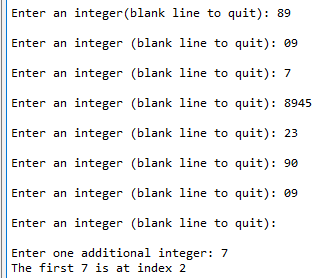 Enter an integer(blank line to quit): 89
Enter an integer (blank line to quit): 09
Enter an integer (blank line to quit): 7
Enter an integer (blank line to quit): 8945
Enter an integer (blank line to quit): 23
Enter an integer (blank line to quit): 90
Enter an integer (blank line to quit): 09
Enter an integer (blank line to quit):
Enter one additional integer: 7
The first 7 is at index 2